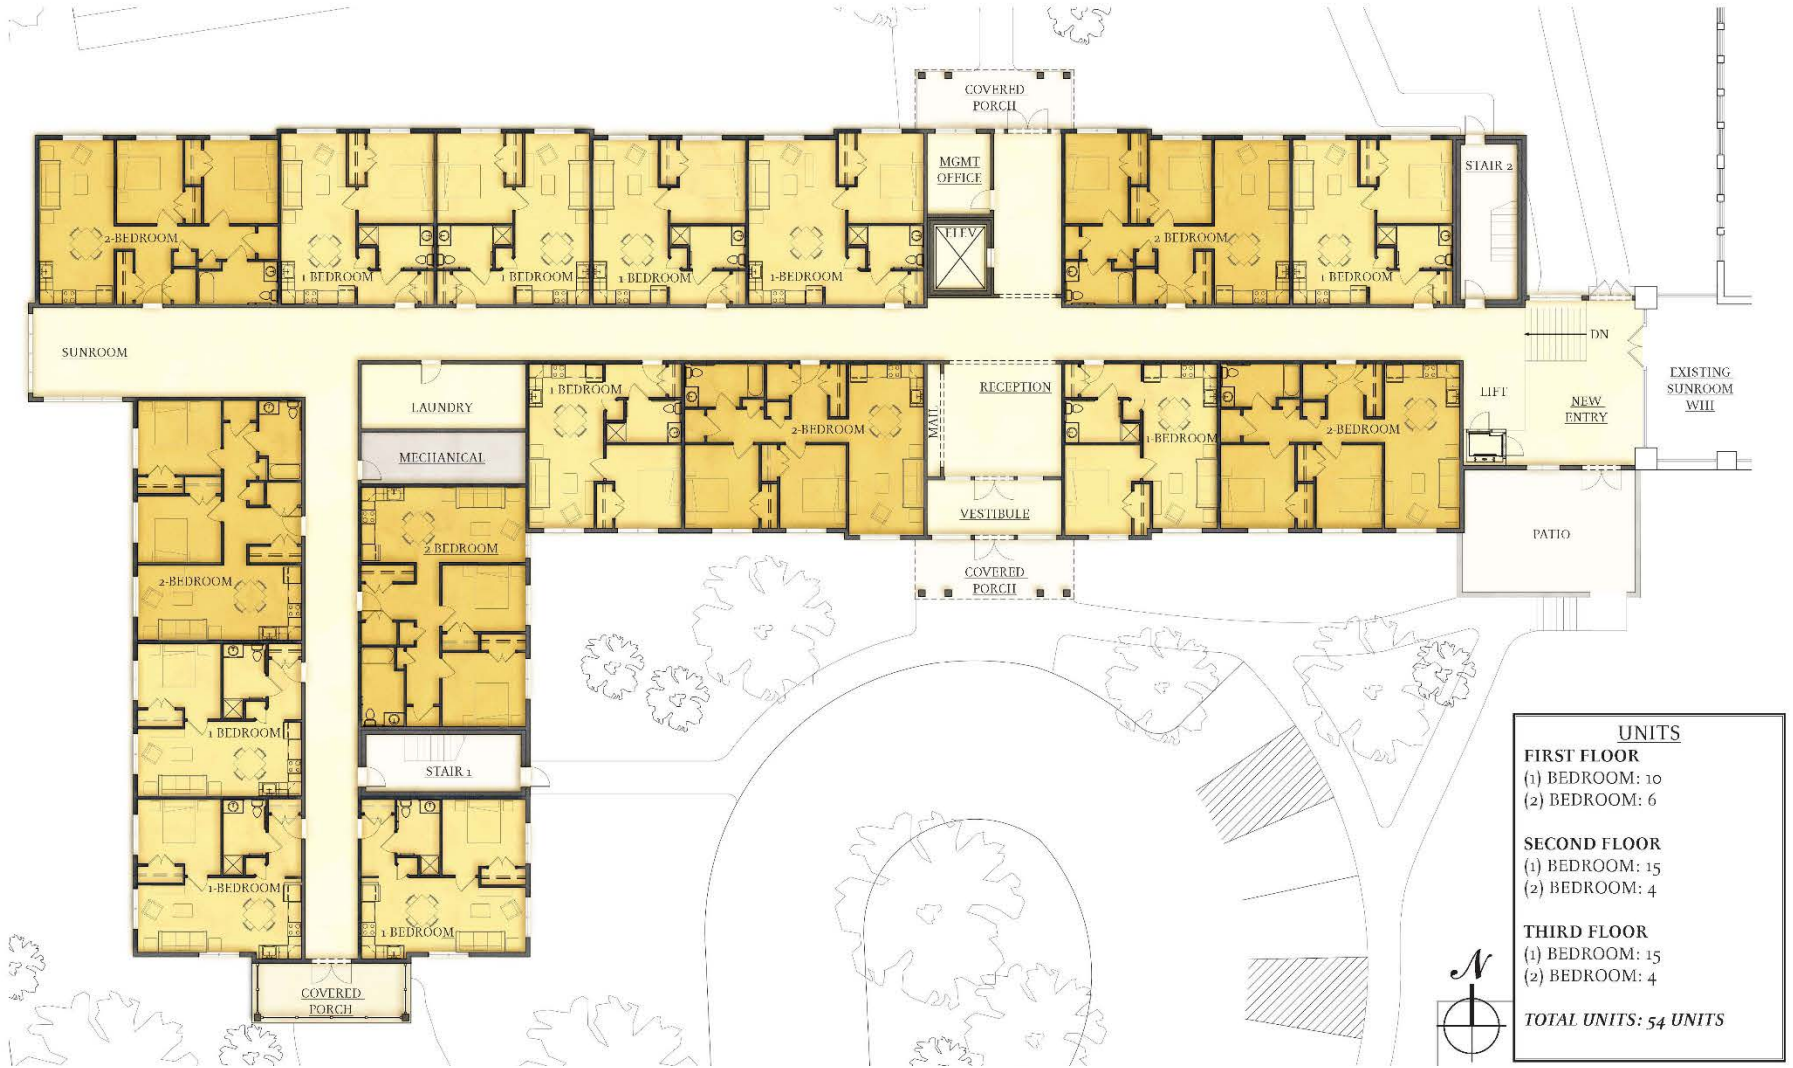 COVERED
PORCH
MGMT
OFFICE
STAIR 2
ELEV
2-BEDROOM
1 BEDROOM
1 BEDROOM
1 BEDROOM
1-BEDROOM
2 BEDROOM
1 BEDROOM
SUNROOM
DN
EXISTING
SUNROOM
WIII
LAUNDRY
1 BEDROOM
2-BEDROOM
MAIL
RECEPTION
1-BEDROOM
2-BEDROOM
LIFT
NEW
ENTRY
MECHANICAL
VESTIBULE
PATIO
2 BEDROOM
2-BEDROOM
COVERED
PORCH
1 BEDROOM
STAIR 1
1-BEDROOM
1 BEDROOM
COVERED
PORCH
N
UNITS
FIRST FLOOR
(1) BEDROOM: 10
(2) BEDROOM: 6
SECOND FLOOR
(1) BEDROOM: 15
(2) BEDROOM: 4
THIRD FLOOR
(1) BEDROOM: 15
(2) BEDROOM: 4
TOTAL UNITS: 54 UNITS